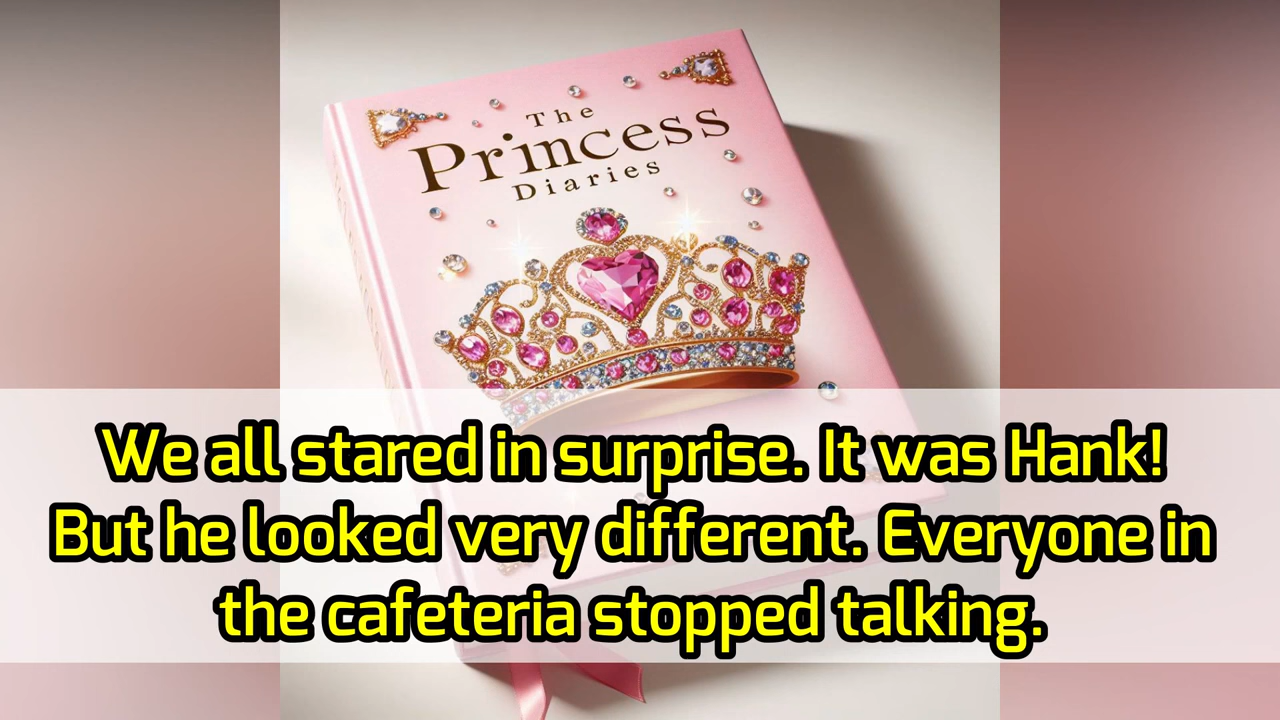 The
Princess
Diaries
We all stared in surprise. It was Hank!
But he looked very different. Everyone in
the cafeteria stopped talking.